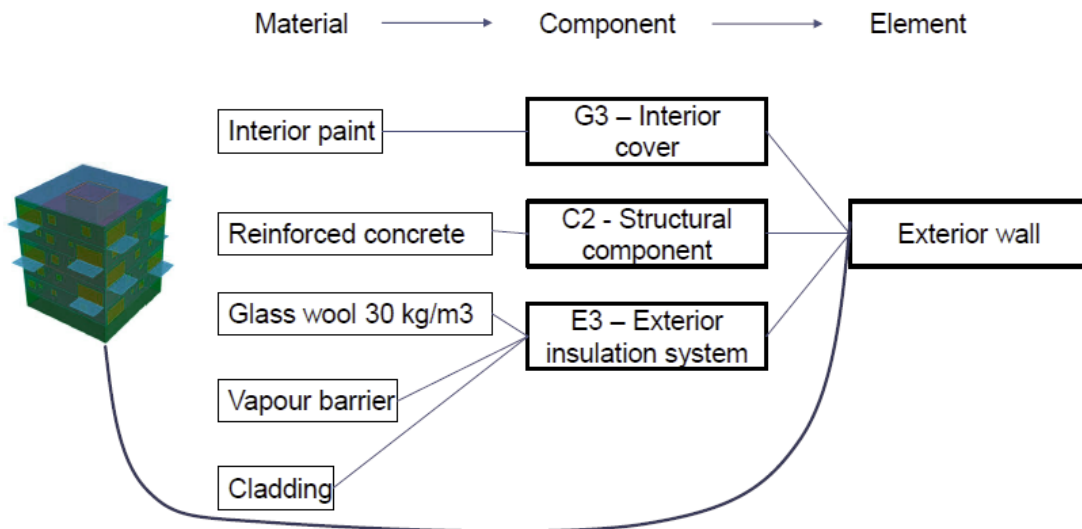 Material Component Element
Interior paint
G3 – Interior
cover
Reinforced concrete
C2 - Structural
component
Exterior wall
Glass wool 30 kg/m3
E3 – Exterior
insulation system
Vapour barrier
Cladding